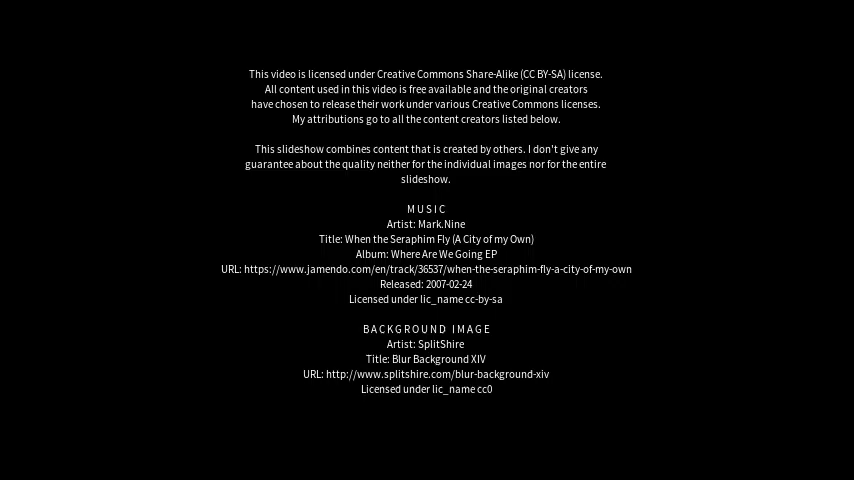 This video is licensed under Creative Commons Share-Alike (CC BY-SA) license.
All content used in this video is free available and the original creators
have chosen to release their work under various Creative Commons licenses.
My attributions go to all the content creators listed below.
This slideshow combines content that is created by others. I don't give any
guarantee about the quality neither for the individual images nor for the entire
slideshow.
MUSIC
Artist: Mark.Nine
Title: When the Seraphim Fly (A City of my Own)
Album: Where Are We Going EP
URL: https://www.jamendo.com/en/track/36537/when-the-seraphim-fly-a-city-of-my-own
Released: 2007-02-24
Licensed under lic_name cc-by-sa
BACKGROUND IMAGE
Artist: SplitShire
Title: Blur Background XIV
URL: http://www.splitshire.com/blur-background-xiv
Licensed under lic_name cc0